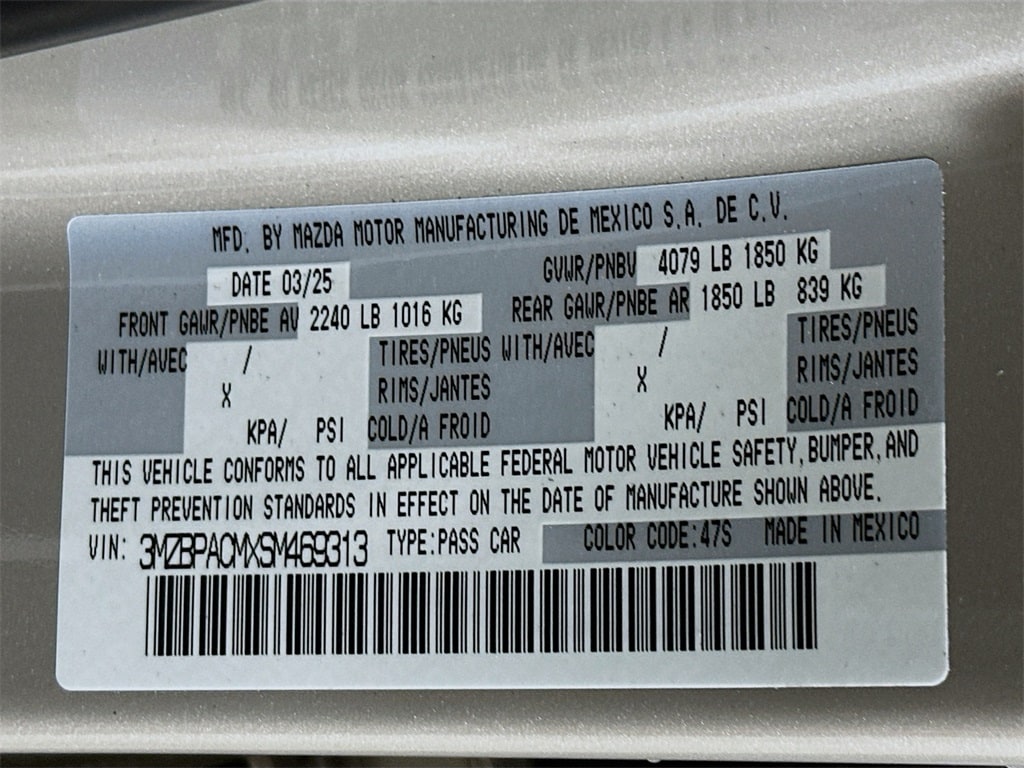 MFD. BY MAZDA MOTOR MANUFACTURING DE MEXICO S.A. DE C.V.
DATE 03/25 GVWR/PNBV 4079 LB 1850 KG
FRONT GAWR/PNBE AV 2240 LB 1016 KG REAR GAWR/PNBE AR 1850 LB 839 KG
WITH/AVEC / TIRES/PNEUS WITH/AVEC / TIRES/PNEUS
X RIMS/JANTES X RIMS/JANTES
KPA/ PSI COLD/A FROID KPA/ PSI COLD/A FROID
THIS VEHICLE CONFORMS TO ALL APPLICABLE FEDERAL MOTOR VEHICLE SAFETY, BUMPER, AND
THEFT PREVENTION STANDARDS IN EFFECT ON THE DATE OF MANUFACTURE SHOWN ABOVE.
VIN: 3MZBPACMXSM469313 TYPE:PASS CAR COLOR CODE:47S MADE IN MEXICO